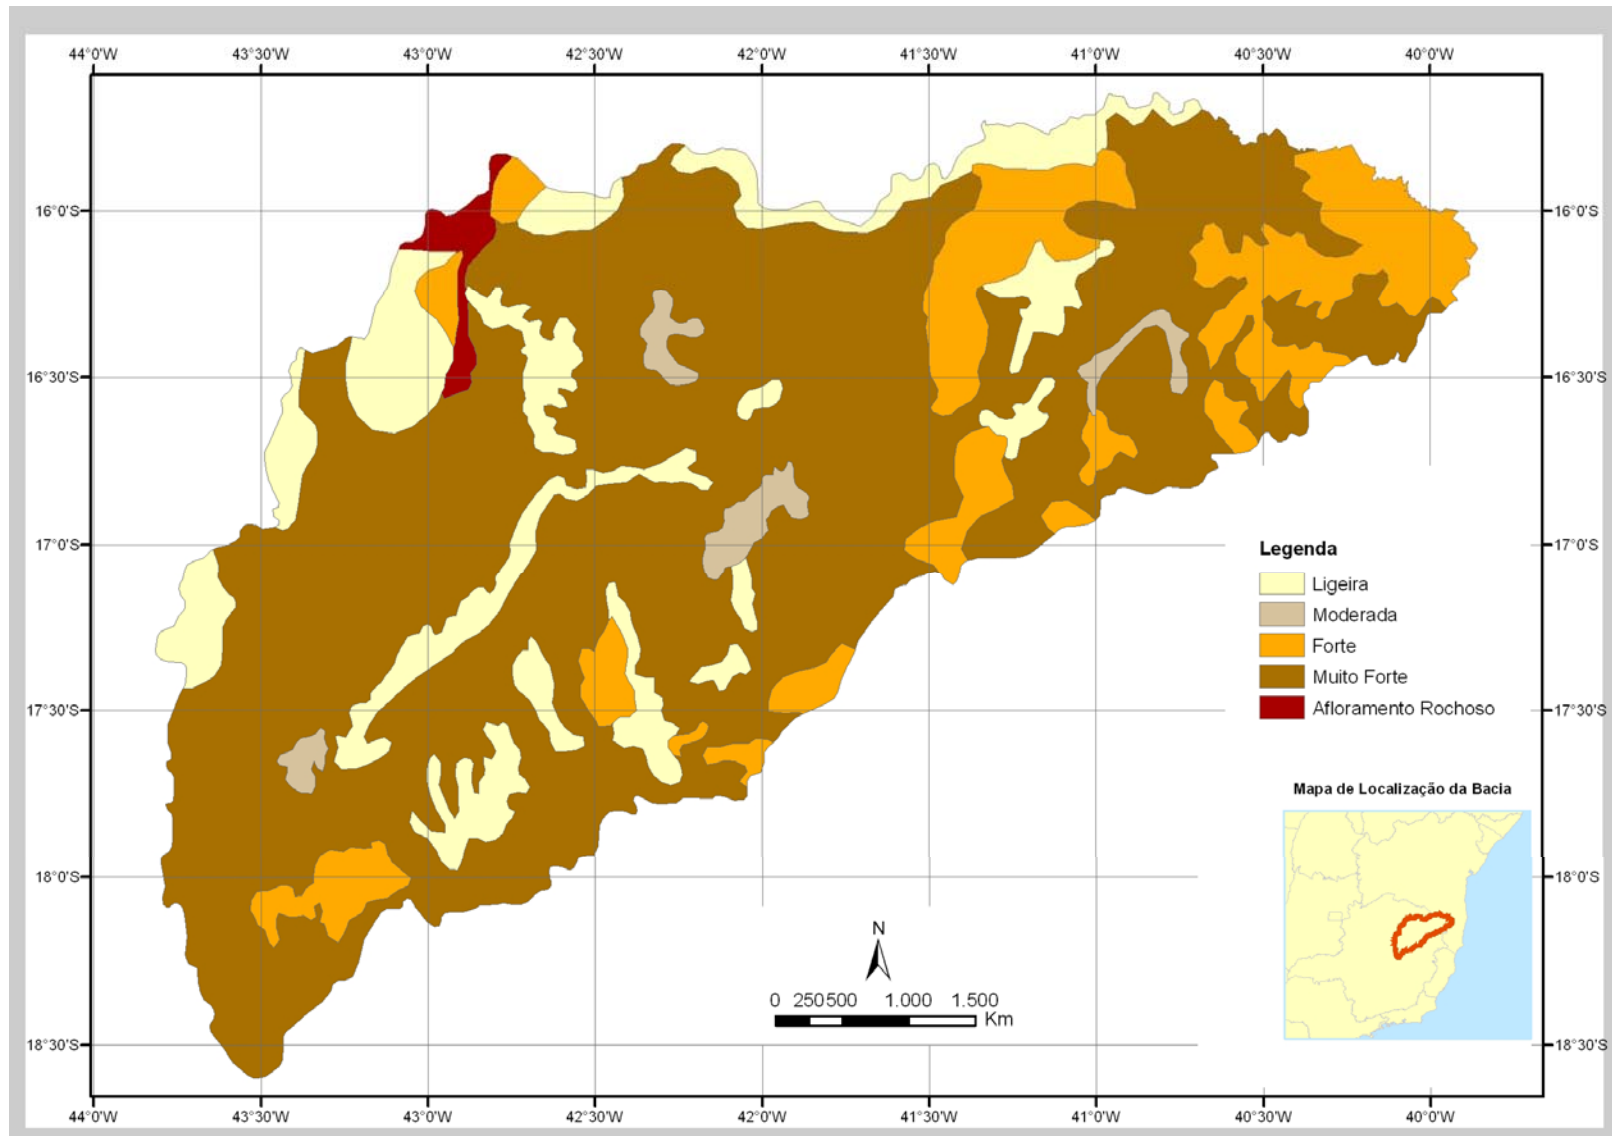 44°0'W 43°30'W 43°0'W 42°30'W 42°0'W 41°30'W 41°0'W 40°30'W 40°0'W
16°0'S 16°0'S
16°30'S 16°30'S
17°0'S 17°0'S
Legenda
Ligeira
Moderada
Forte
Muito Forte
17°30'S 17°30'S
Afloramento Rochoso
Mapa de Localização da Bacia
18°0'S 18°0'S
N
0 250 500 1.000 1.500
Km
18°30'S 18°30'S
44°0'W 43°30'W 43°0'W 42°30'W 42°0'W 41°30'W 41°0'W 40°30'W 40°0'W